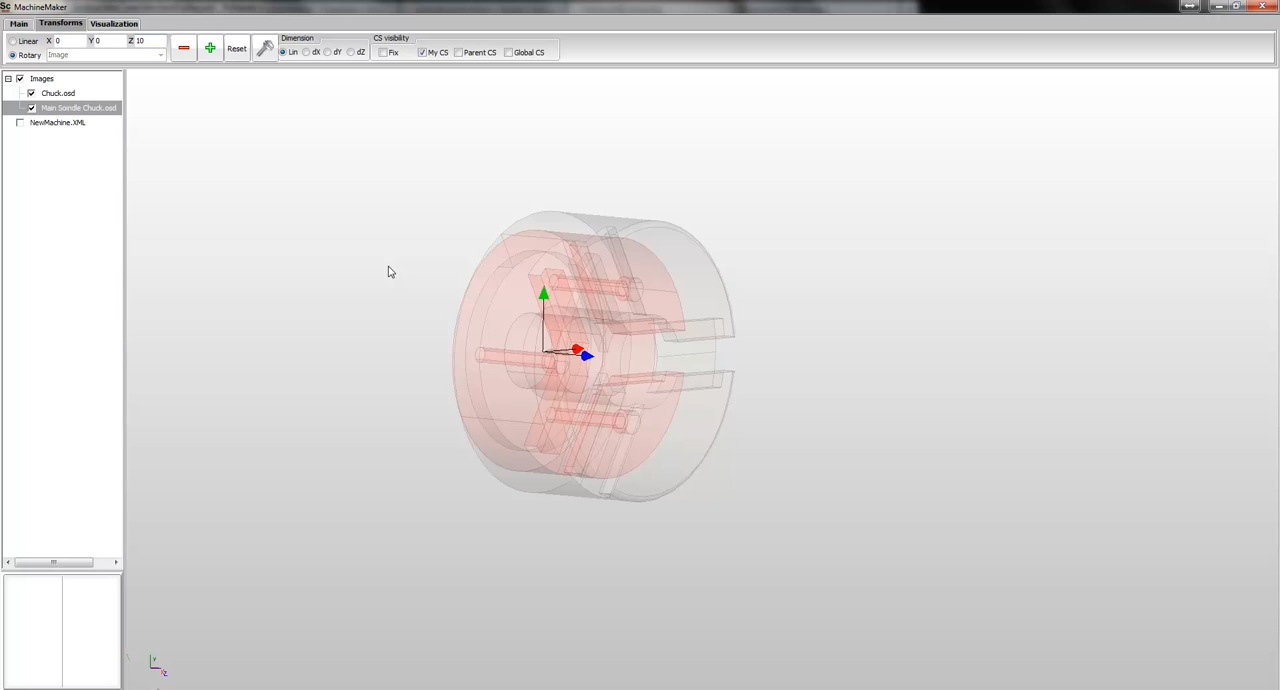 Sc MachineMaker
Main Transforms Visualization
Linear X 0 Y 0 Z 10
Rotary Image
Reset
Dimension
Lin dX dY dZ
CS visibility
Fix My CS Parent CS Global CS
Images
Chuck.osd
Main Spindle Chuck.osd
NewMachine.XML
Y
Z